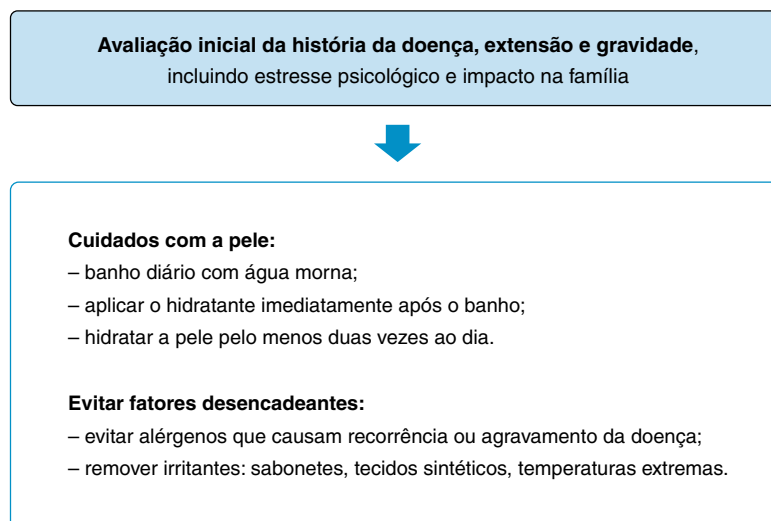 Avaliação inicial da história da doença, extensão e gravidade,
incluindo estresse psicológico e impacto na família
Cuidados com a pele:
– banho diário com água morna;
– aplicar o hidratante imediatamente após o banho;
– hidratar a pele pelo menos duas vezes ao dia.
Evitar fatores desencadeantes:
– evitar alérgenos que causam recorrência ou agravamento da doença;
– remover irritantes: sabonetes, tecidos sintéticos, temperaturas extremas.